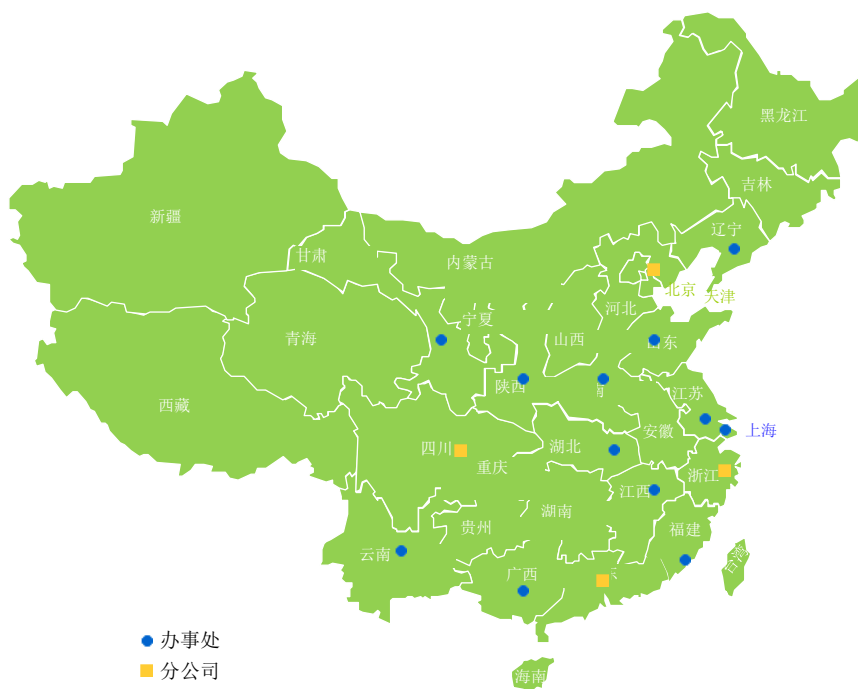 黑龙江
吉林
新疆
辽宁
甘肃
内蒙古
北京
天津
河北
宁夏
青海
山西
山东
陕西
南
江苏
西藏
上海
安徽
四川
湖北
重庆
浙江
江西
湖南
贵州
福建
云南
台湾
广西
东
海南
办事处
分公司